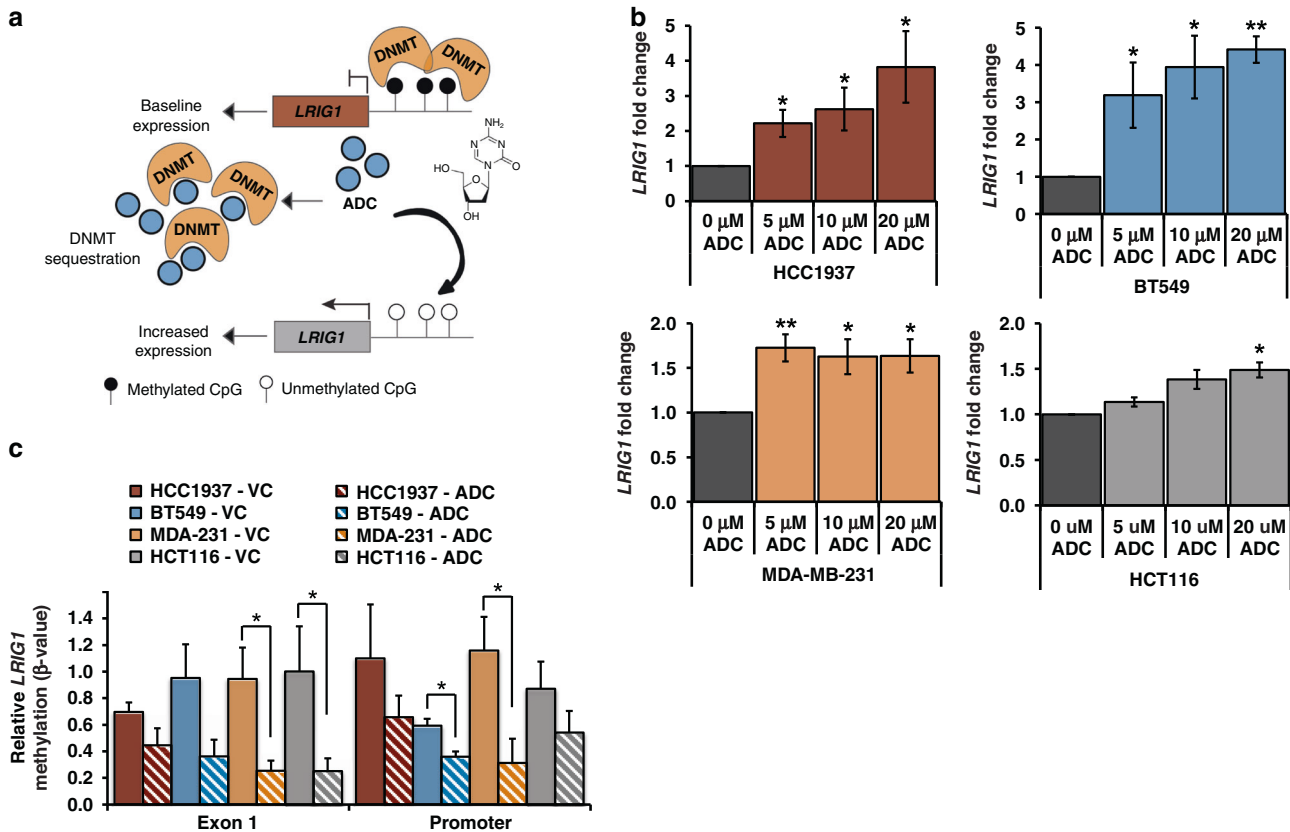 a
DNMT
DNMT
Baseline
expression
LRIG1
NH₂
N
N
N
O
HO
O
OH
DNMT
DNMT
DNMT
ADC
DNMT
sequestration
Increased
expression
LRIG1
Methylated CpG
Unmethylated CpG
b
LRIG1 fold change
5
4
3
2
1
0
*
*
*
0 μM ADC
5 μM ADC
10 μM ADC
20 μM ADC
HCC1937
LRIG1 fold change
5
4
3
2
1
0
*
*
**
0 μM ADC
5 μM ADC
10 μM ADC
20 μM ADC
BT549
LRIG1 fold change
2.0
1.5
1.0
0.5
0.0
**
*
*
0 μM ADC
5 μM ADC
10 μM ADC
20 μM ADC
MDA-MB-231
LRIG1 fold change
2.0
1.5
1.0
0.5
0.0
*
0 uM ADC
5 uM ADC
10 uM ADC
20 uM ADC
HCT116
c
HCC1937 - VC
HCC1937 - ADC
BT549 - VC
BT549 - ADC
MDA-231 - VC
MDA-231 - ADC
HCT116 - VC
HCT116 - ADC
Relative LRIG1
methylation (β-value)
1.4
1.2
1.0
0.8
0.6
0.4
0.2
0.0
*
*
*
*
Exon 1
Promoter